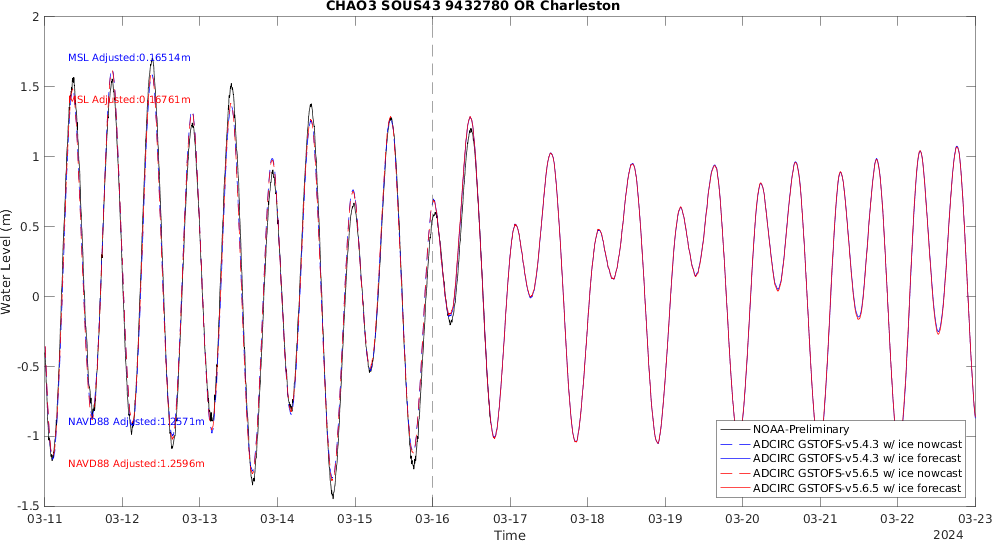 CHAO3 SOUS43 9432780 OR Charleston
Water Level (m)
2
1.5
1
0.5
0
-0.5
-1
-1.5
MSL Adjusted:0.16514m
MSL Adjusted:0.16761m
NAVD88 Adjusted:1.2571m
NAVD88 Adjusted:1.2596m
NOAA-Preliminary
ADCIRC GSTOFS-v5.4.3 w/ ice nowcast
ADCIRC GSTOFS-v5.4.3 w/ ice forecast
ADCIRC GSTOFS-v5.6.5 w/ ice nowcast
ADCIRC GSTOFS-v5.6.5 w/ ice forecast
03-11 03-12 03-13 03-14 03-15 03-16 03-17 03-18 03-19 03-20 03-21 03-22 03-23
Time
2024